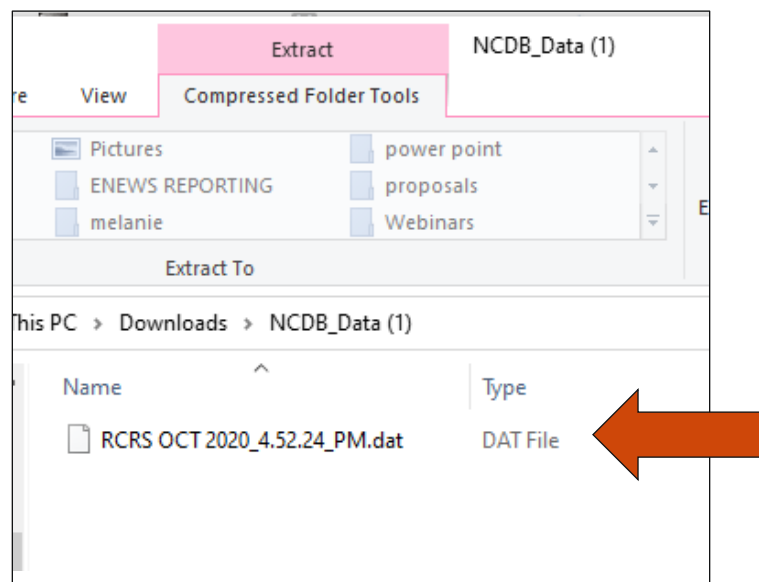 Extract NCDB_Data (1)
re View Compressed Folder Tools
Pictures power point
ENEWS REPORTING proposals
melanie Webinars
E
Extract To
This PC > Downloads > NCDB_Data (1)
Name Type
RCRS OCT 2020_4.52.24_PM.dat DAT File